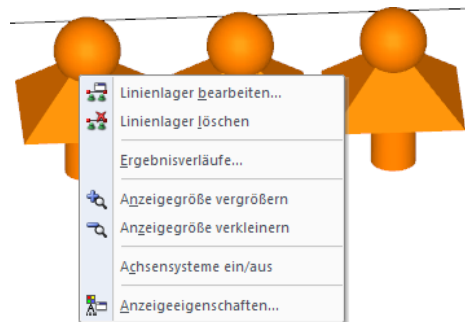 Linienlager bearbeiten...
Linienlager löschen
Ergebnisverläufe...
Anzeigegröße vergrößern
Anzeigegröße verkleinern
Achsensysteme ein/aus
Anzeigeeigenschaften...